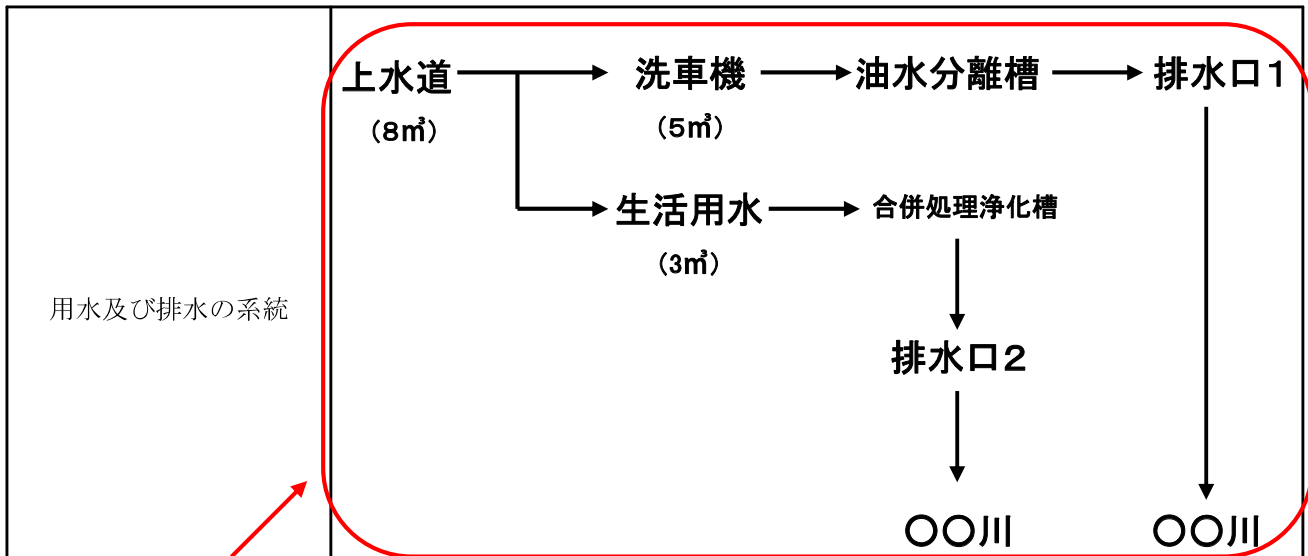 上水道 洗車機 油水分離槽 排水口1
(8㎥) (5㎥)
生活用水 合併処理浄化槽
(3㎥)
用水及び排水の系統
排水口2
〇〇川 〇〇川